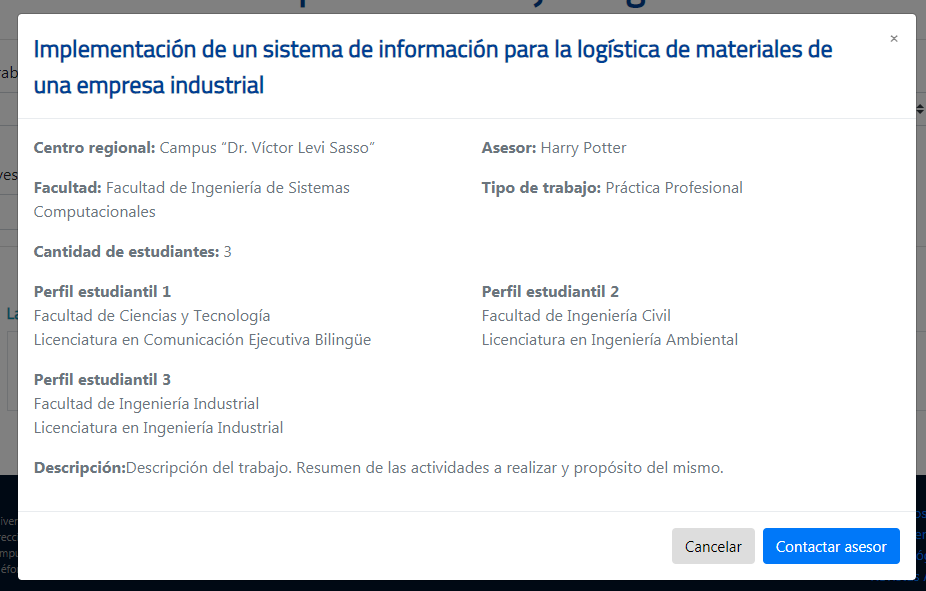 Implementación de un sistema de información para la logística de materiales de
una empresa industrial
×
Centro regional: Campus "Dr. Víctor Levi Sasso"
Asesor: Harry Potter
Facultad: Facultad de Ingeniería de Sistemas
Computacionales
Tipo de trabajo: Práctica Profesional
Cantidad de estudiantes: 3
Perfil estudiantil 1
Facultad de Ciencias y Tecnología
Licenciatura en Comunicación Ejecutiva Bilingüe
Perfil estudiantil 2
Facultad de Ingeniería Civil
Licenciatura en Ingeniería Ambiental
Perfil estudiantil 3
Facultad de Ingeniería Industrial
Licenciatura en Ingeniería Industrial
Descripción:Descripción del trabajo. Resumen de las actividades a realizar y propósito del mismo.
Cancelar
Contactar asesor